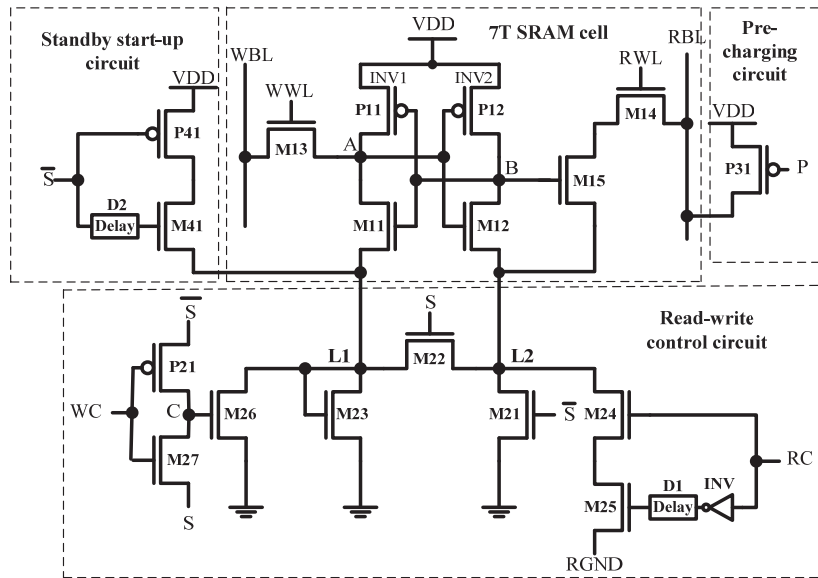 Standby start-up
circuit
VDD
P41
S̅
D2
Delay
M41
7T SRAM cell
VDD
WBL
WWL
M13
INV1
INV2
P11
P12
A
B
M11
M12
M15
RWL
M14
RBL
Pre-
charging
circuit
VDD
P31
P
Read-write
control circuit
S̅
P21
WC
C
M27
S
M26
L1
M23
S
M22
L2
M21
S̅
M24
RC
D1
INV
Delay
M25
RGND